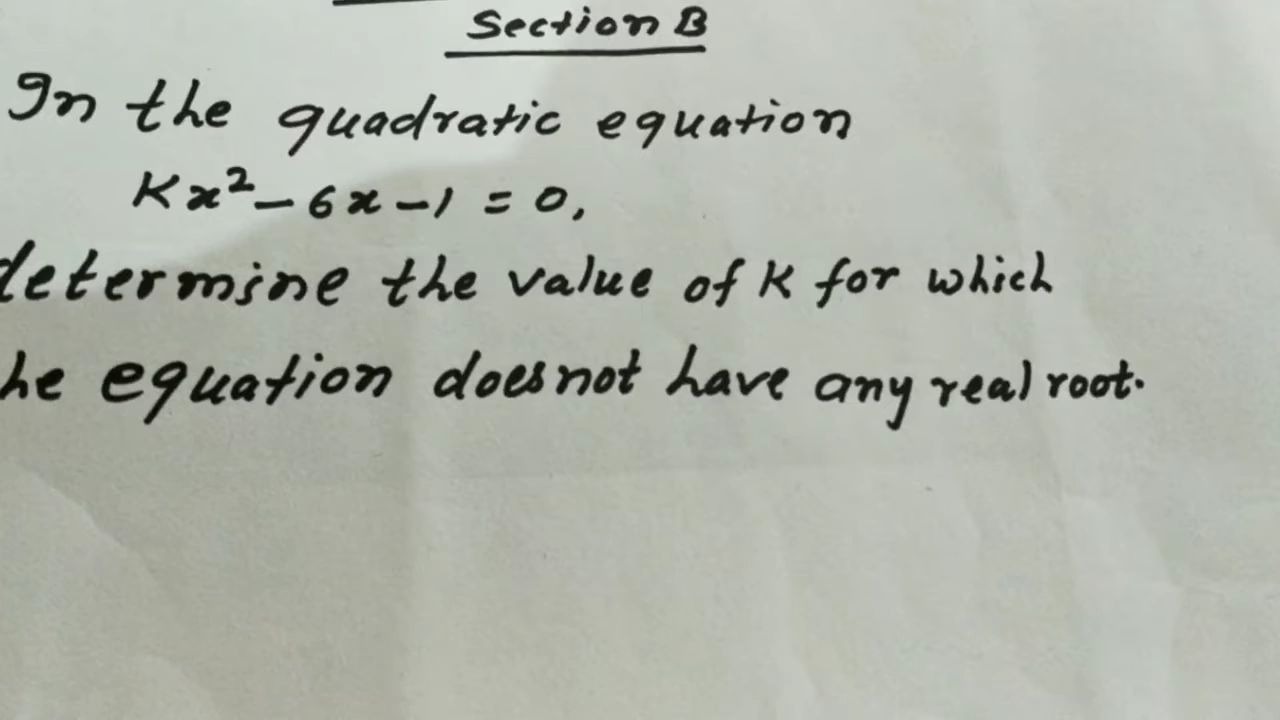 Section B
In the quadratic equation
Kx² - 6x - 1 = 0,
determine the value of K for which
he equation does not have any real root.